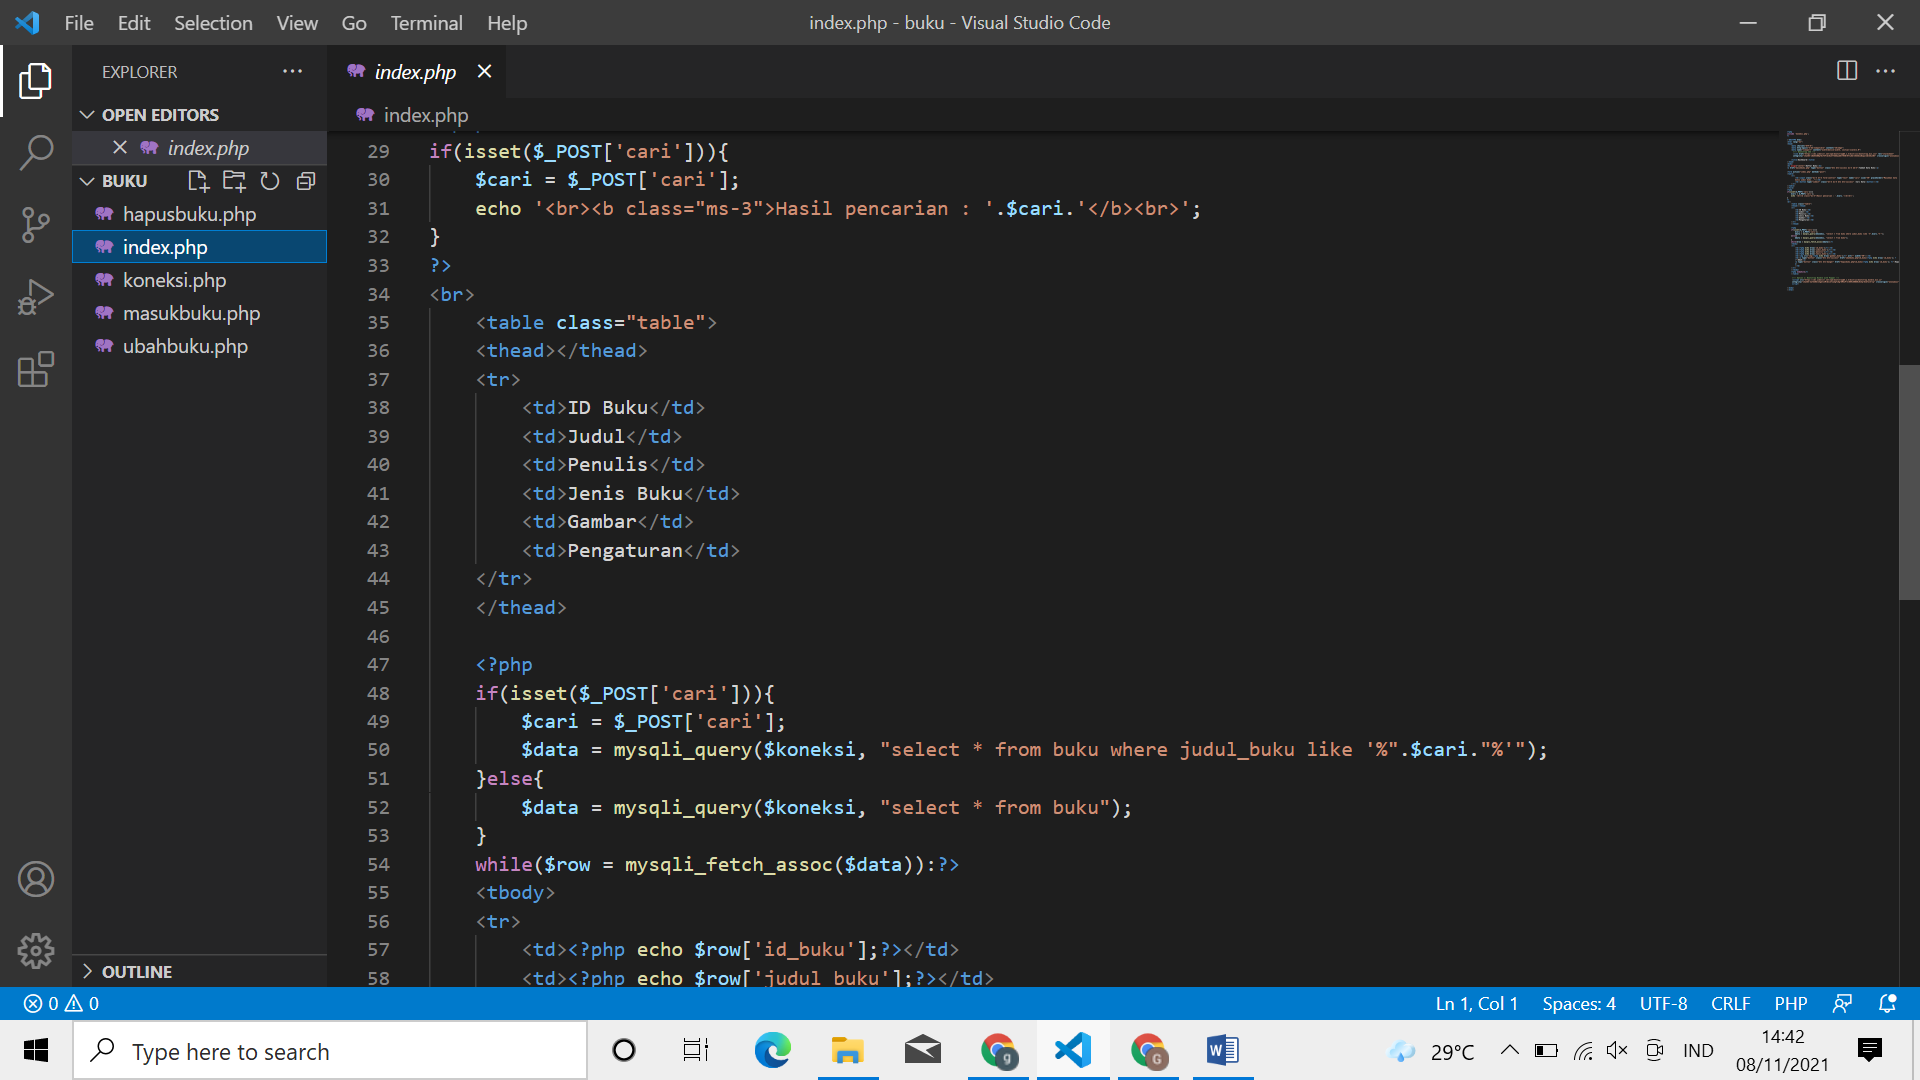 File Edit Selection View Go Terminal Help
index.php - buku - Visual Studio Code
EXPLORER
index.php
OPEN EDITORS
index.php
BUKU
hapusbuku.php
index.php
koneksi.php
masukbuku.php
ubahbuku.php
OUTLINE
index.php
29 if(isset($_POST['cari'])){
30 $cari = $_POST['cari'];
31 echo '<br><b class="ms-3">Hasil pencarian : '.$cari.'</b><br>';
32 }
33 ?>
34 <br>
35 <table class="table">
36 <thead></thead>
37 <tr>
38 <td>ID Buku</td>
39 <td>Judul</td>
40 <td>Penulis</td>
41 <td>Jenis Buku</td>
42 <td>Gambar</td>
43 <td>Pengaturan</td>
44 </tr>
45 </thead>
46
47 <?php
48 if(isset($_POST['cari'])){
49 $cari = $_POST['cari'];
50 $data = mysqli_query($koneksi, "select * from buku where judul_buku like '%".$cari."%'");
51 }else{
52 $data = mysqli_query($koneksi, "select * from buku");
53 }
54 while($row = mysqli_fetch_assoc($data)):?>
55 <tbody>
56 <tr>
57 <td><?php echo $row['id_buku'];?></td>
58 <td><?php echo $row['judul_buku'];?></td>
0 0
Ln 1, Col 1 Spaces: 4 UTF-8 CRLF PHP
Type here to search
29°C IND 14:42
08/11/2021